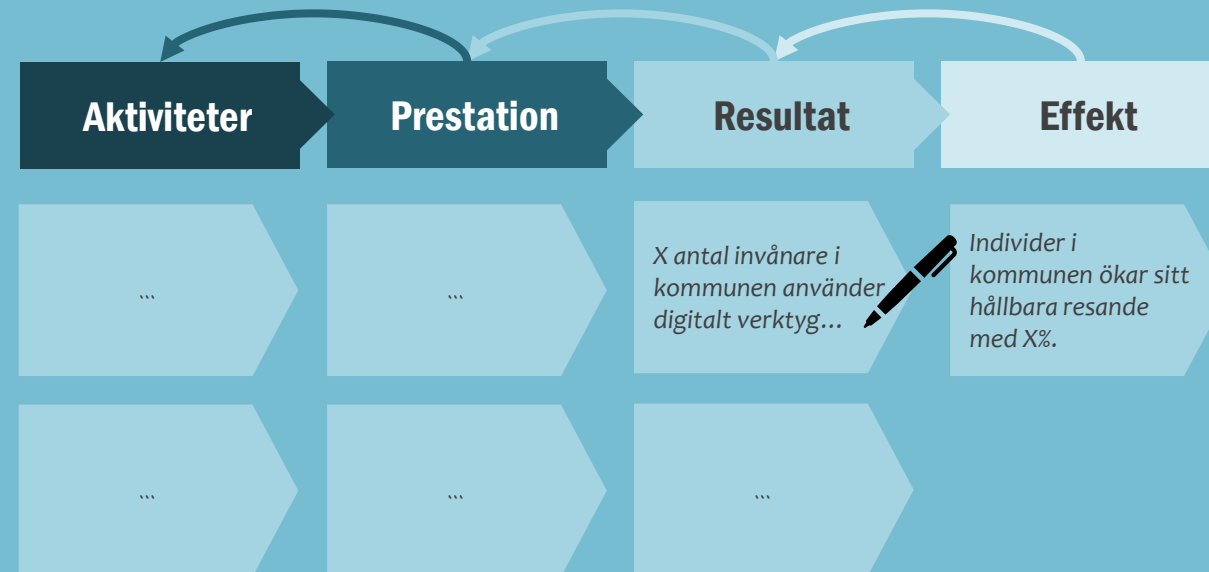 Aktiviteter
Prestation
Resultat
Effekt
...
...
X antal invånare i
kommunen använder
digitalt verktyg...
Individer i
kommunen ökar sitt
hållbara resande
med X%.
...
...
...